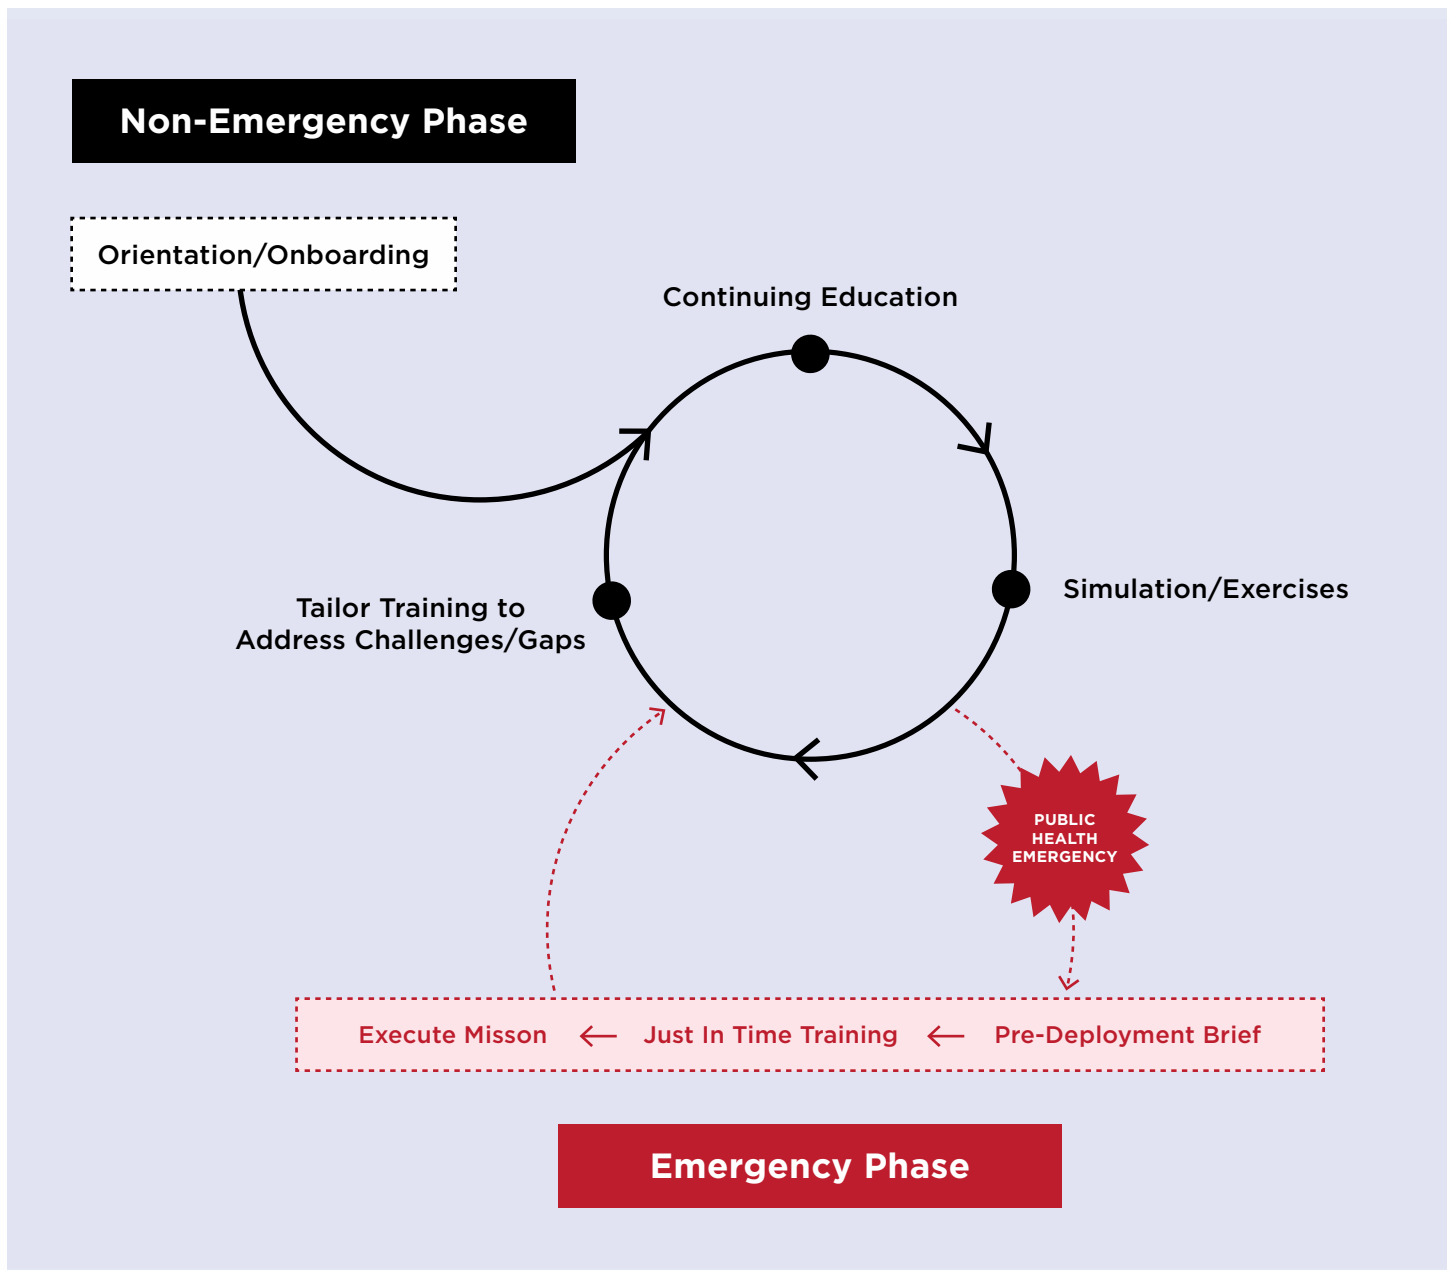 Non-Emergency Phase
Orientation/Onboarding
Continuing Education
Simulation/Exercises
Tailor Training to
Address Challenges/Gaps
PUBLIC
HEALTH
EMERGENCY
Execute Misson
Just In Time Training
Pre-Deployment Brief
Emergency Phase